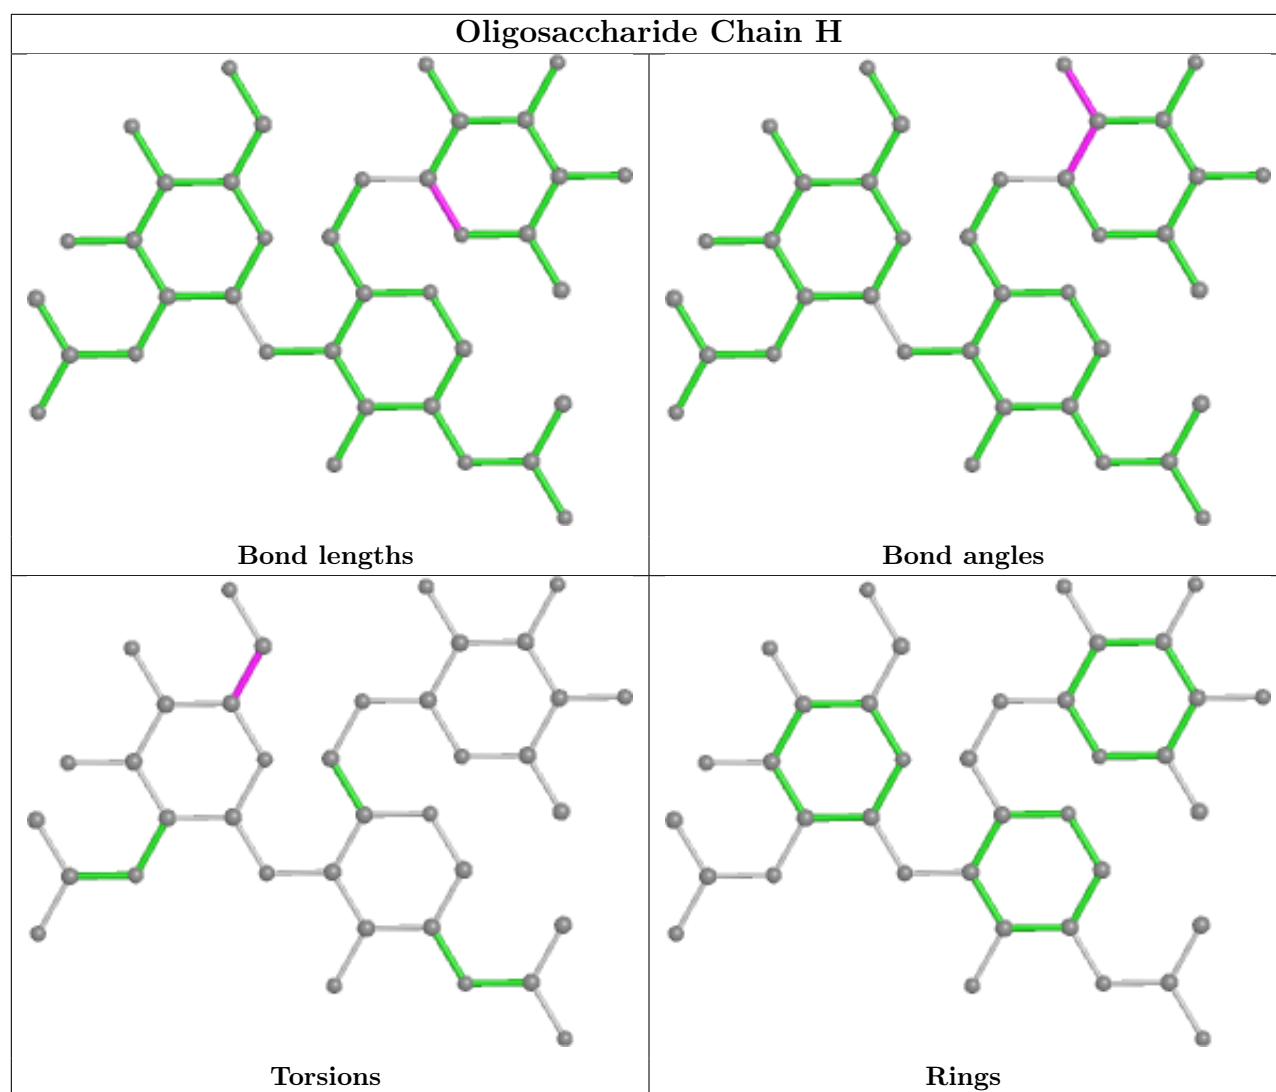 Oligosaccharide Chain H
Bond lengths
Bond angles
Torsions
Rings